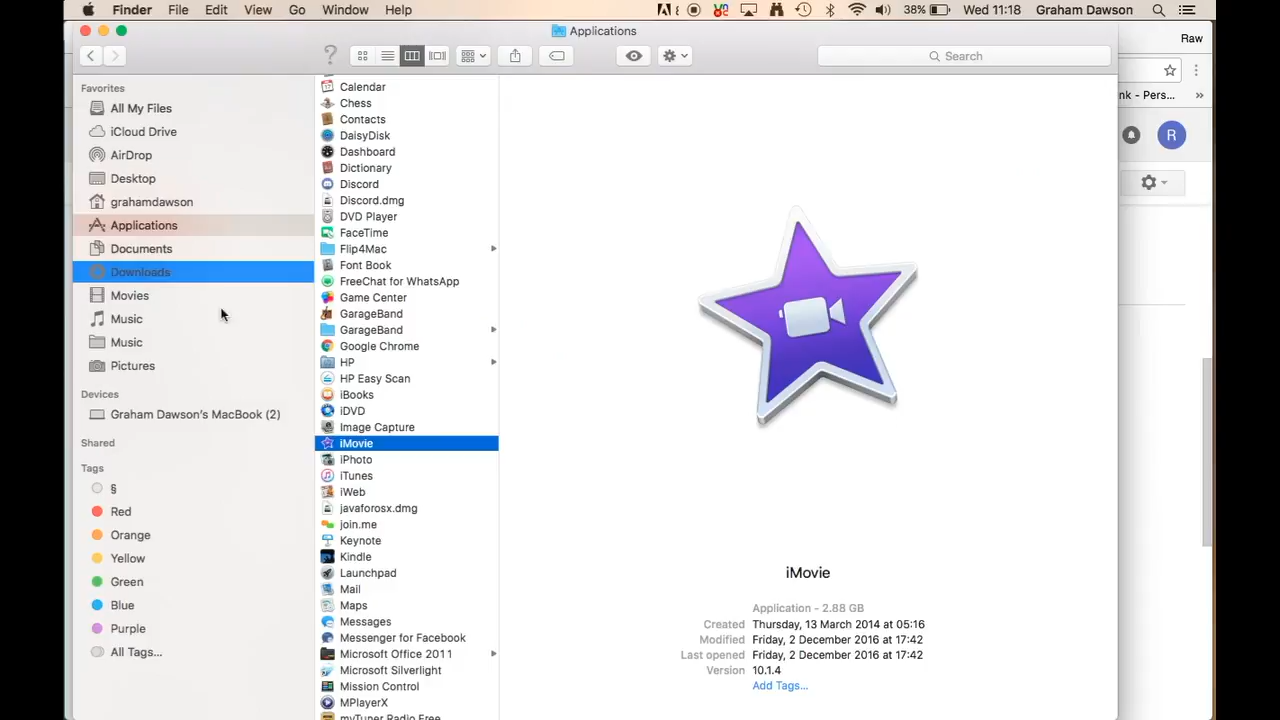 Finder File Edit View Go Window Help 38% Wed 11:18 Graham Dawson
Applications
Raw
Search
nk - Pers... »
R
Favorites
All My Files
iCloud Drive
AirDrop
Desktop
grahamdawson
Applications
Documents
Downloads
Movies
Music
Music
Pictures
Devices
Graham Dawson's MacBook (2)
Shared
Tags
§
Red
Orange
Yellow
Green
Blue
Purple
All Tags...
Calendar
Chess
Contacts
DaisyDisk
Dashboard
Dictionary
Discord
Discord.dmg
DVD Player
FaceTime
Flip4Mac
Font Book
FreeChat for WhatsApp
Game Center
GarageBand
GarageBand
Google Chrome
HP
HP Easy Scan
iBooks
iDVD
Image Capture
iMovie
iPhoto
iTunes
iWeb
javaforosx.dmg
join.me
Keynote
Kindle
Launchpad
Mail
Maps
Messages
Messenger for Facebook
Microsoft Office 2011
Microsoft Silverlight
Mission Control
MPlayerX
myTuner Radio Free
iMovie
Application - 2.88 GB
Created Thursday, 13 March 2014 at 05:16
Modified Friday, 2 December 2016 at 17:42
Last opened Friday, 2 December 2016 at 17:42
Version 10.1.4
Add Tags...